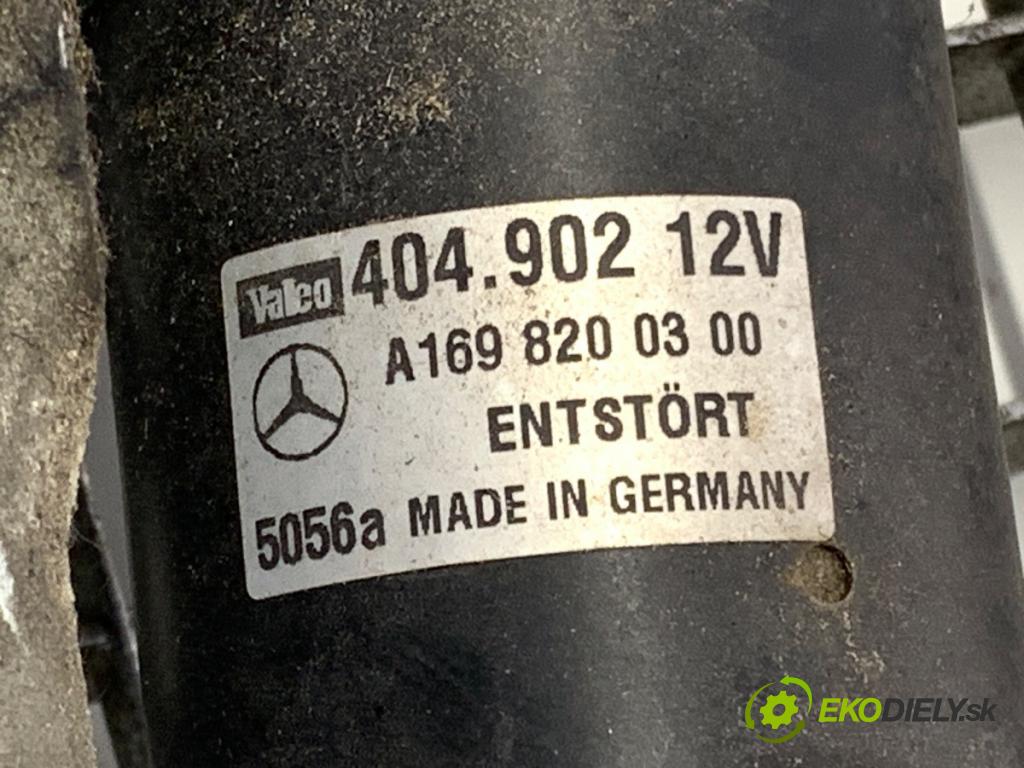 Valeo 404.902 12V
A169 820 03 00
ENTSTÖRT
5056a MADE IN GERMANY
EKODIELY.sk